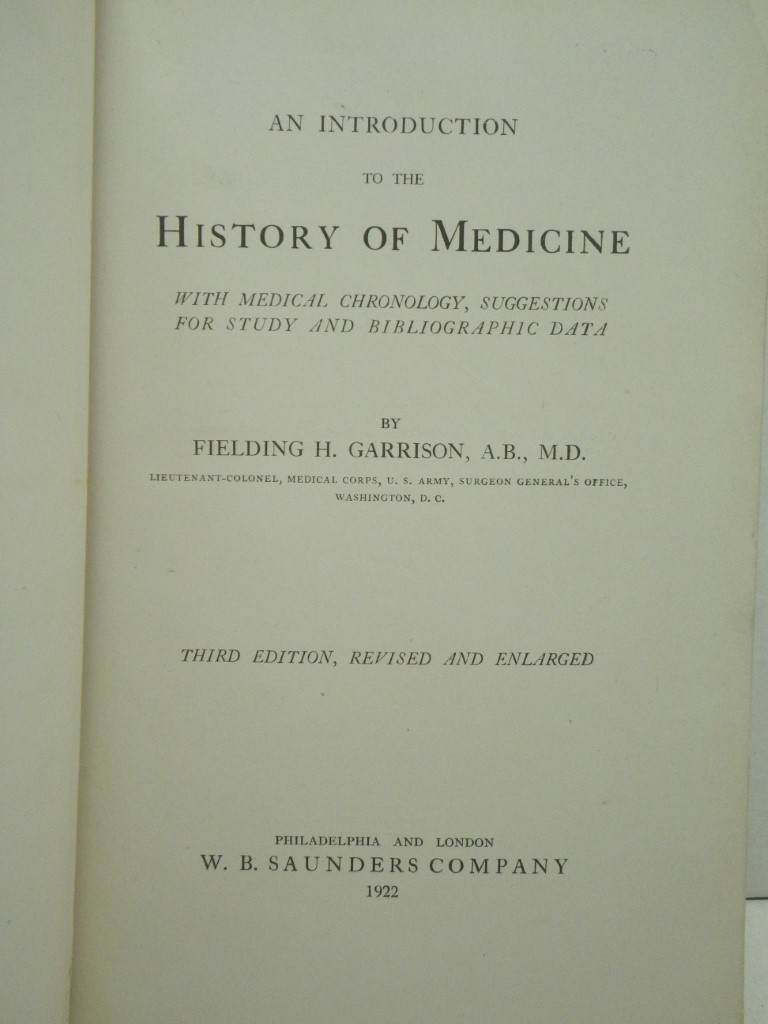 AN INTRODUCTION
TO THE
HISTORY OF MEDICINE
WITH MEDICAL CHRONOLOGY, SUGGESTIONS
FOR STUDY AND BIBLIOGRAPHIC DATA
BY
FIELDING H. GARRISON, A.B., M.D.
LIEUTENANT-COLONEL, MEDICAL CORPS, U. S. ARMY, SURGEON GENERAL'S OFFICE,
WASHINGTON, D. C.
THIRD EDITION, REVISED AND ENLARGED
PHILADELPHIA AND LONDON
W. B. SAUNDERS COMPANY
1922